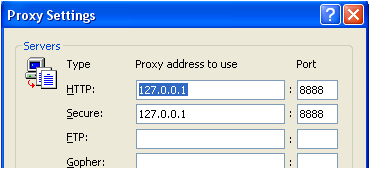 Proxy Settings
Servers
Type Proxy address to use Port
HTTP: 127.0.0.1 : 8888
Secure: 127.0.0.1 : 8888
FTP: :
Gopher: :